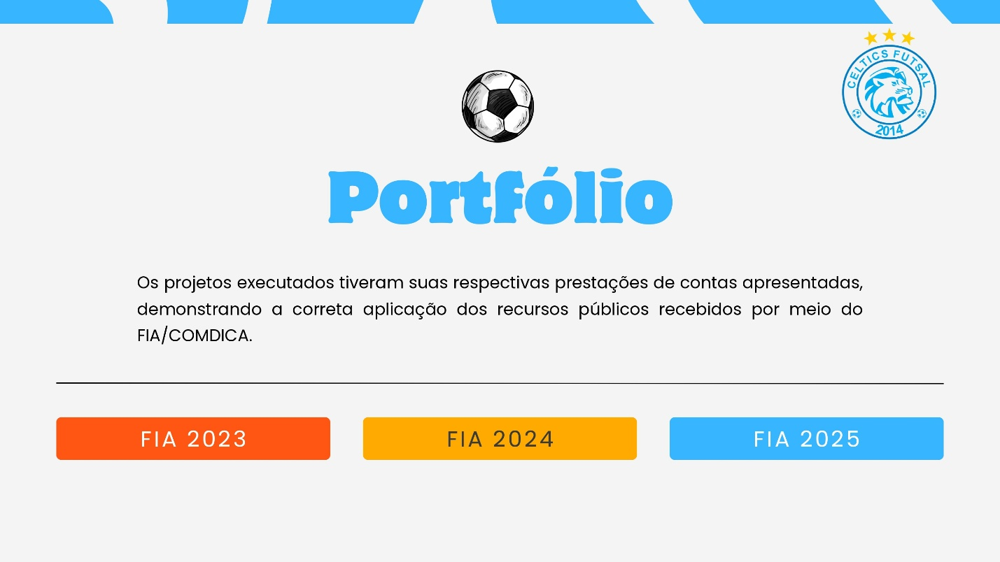 CELTICS FUTSAL
2014
Portfólio
Os projetos executados tiveram suas respectivas prestações de contas apresentadas,
demonstrando a correta aplicação dos recursos públicos recebidos por meio do
FIA/COMDICA.
FIA 2023
FIA 2024
FIA 2025